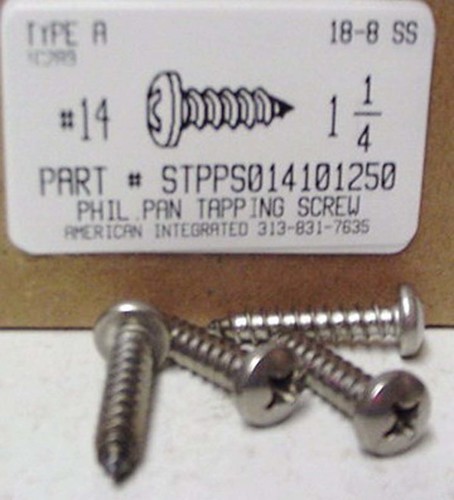 TYPE A 18-8 SS
#14 1 1/4
PART # STPPS014101250
PHIL.PAN TAPPING SCREW
AMERICAN INTEGRATED 313-831-7635